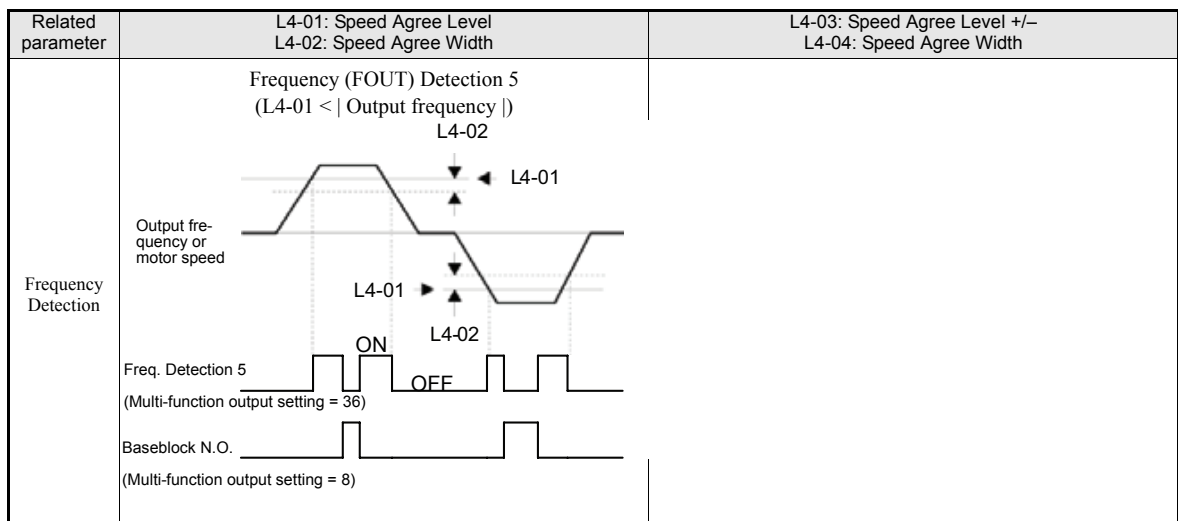 Related
parameter
L4-01: Speed Agree Level
L4-02: Speed Agree Width
L4-03: Speed Agree Level +/–
L4-04: Speed Agree Width
Frequency
Detection
Frequency (FOUT) Detection 5
(L4-01 < | Output frequency |)
L4-02
L4-01
Output fre-
quency or
motor speed
L4-01
L4-02
ON
Freq. Detection 5
OFF
(Multi-function output setting = 36)
Baseblock N.O.
(Multi-function output setting = 8)